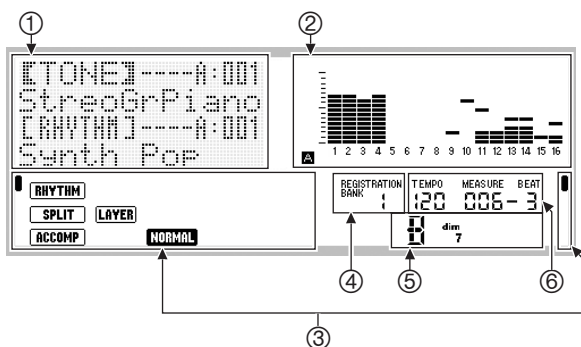 ① ②
[TONE]----A:001
StreoGrPiano
[RHYTHM]----A:001
Synth Pop
A 1 2 3 4 5 6 7 8 9 10 11 12 13 14 15 16
RHYTHM
SPLIT LAYER
ACCOMP NORMAL
REGISTRATION BANK 1
TEMPO MEASURE BEAT
120 006-3
B dim 7
④ ⑤ ⑥
③